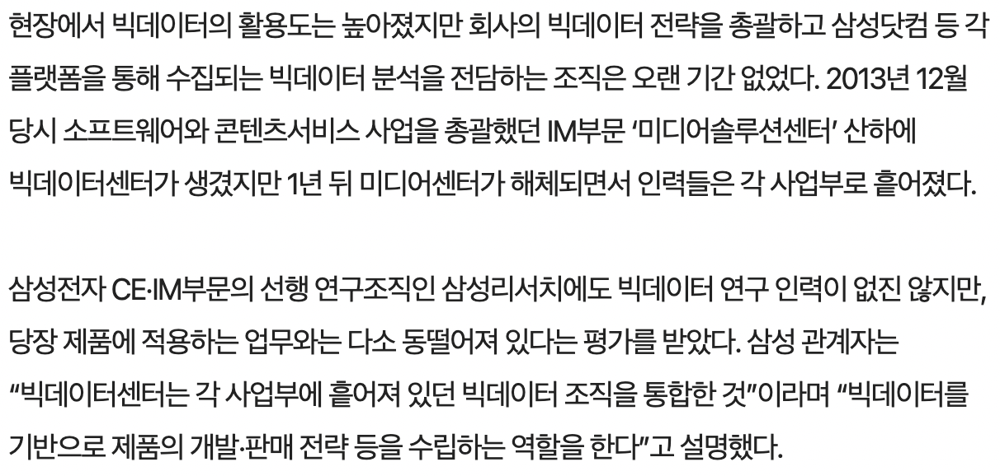 현장에서 빅데이터의 활용도는 높아졌지만 회사의 빅데이터 전략을 총괄하고 삼성닷컴 등 각
플랫폼을 통해 수집되는 빅데이터 분석을 전담하는 조직은 오랜 기간 없었다. 2013년 12월
당시 소프트웨어와 콘텐츠서비스 사업을 총괄했던 IM부문 ‘미디어솔루션센터’ 산하에
빅데이터센터가 생겼지만 1년 뒤 미디어센터가 해체되면서 인력들은 각 사업부로 흩어졌다.
삼성전자 CE·IM부문의 선행 연구조직인 삼성리서치에도 빅데이터 연구 인력이 없진 않지만,
당장 제품에 적용하는 업무와는 다소 동떨어져 있다는 평가를 받았다. 삼성 관계자는
“빅데이터센터는 각 사업부에 흩어져 있던 빅데이터 조직을 통합한 것”이라며 “빅데이터를
기반으로 제품의 개발·판매 전략 등을 수립하는 역할을 한다”고 설명했다.